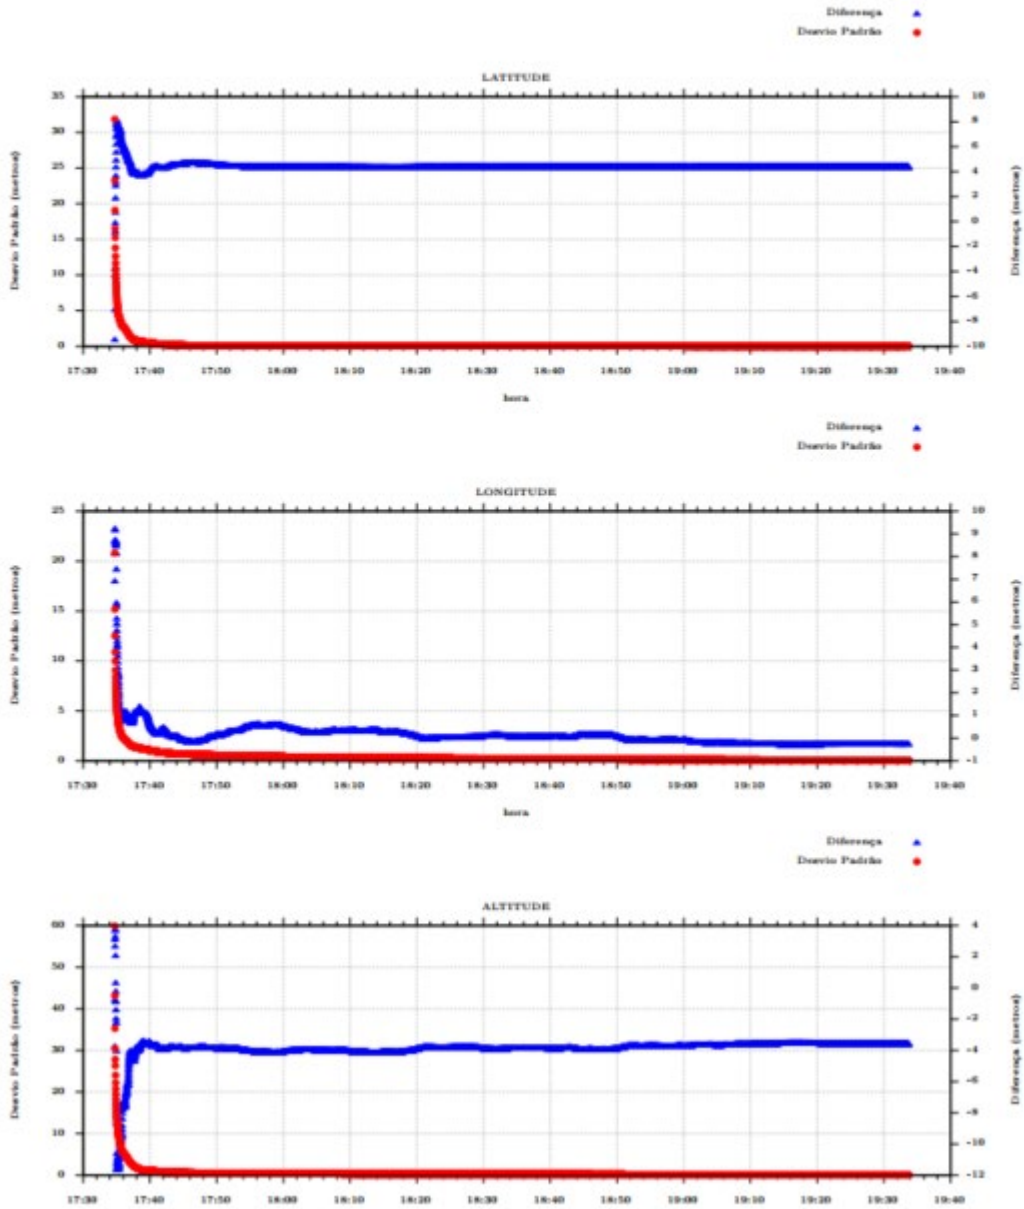 Diferença
Desvio Padrão
LATITUDE
Desvio Padrão (metros)
35
30
25
20
15
10
5
0
10
8
6
4
2
0
-2
-4
-6
-8
-10
Diferença (metros)
17:30 17:40 17:50 18:00 18:10 18:20 18:30 18:40 18:50 19:00 19:10 19:20 19:30 19:40
hora
Diferença
Desvio Padrão
LONGITUDE
Desvio Padrão (metros)
25
20
15
10
5
0
10
9
8
7
6
5
4
3
2
1
0
-1
Diferença (metros)
17:30 17:40 17:50 18:00 18:10 18:20 18:30 18:40 18:50 19:00 19:10 19:20 19:30 19:40
hora
Diferença
Desvio Padrão
ALTITUDE
Desvio Padrão (metros)
60
50
40
30
20
10
0
4
2
0
-2
-4
-6
-8
-10
-12
Diferença (metros)
17:30 17:40 17:50 18:00 18:10 18:20 18:30 18:40 18:50 19:00 19:10 19:20 19:30 19:40